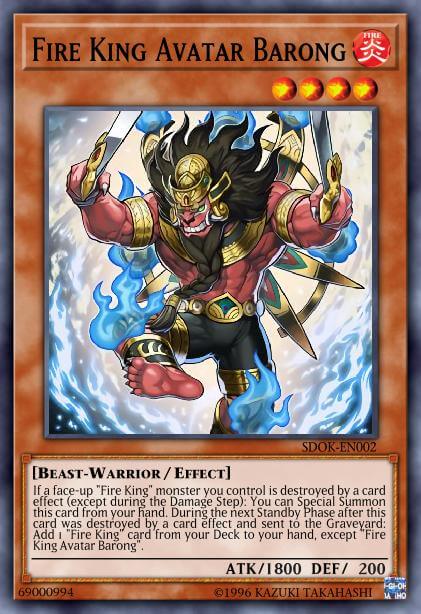 Fire King Avatar Barong
FIRE
炎
SDOK-EN002
[Beast-Warrior / Effect]
If a face-up "Fire King" monster you control is destroyed by a card
effect (except during the Damage Step): You can Special Summon
this card from your hand. During the next Standby Phase after this
card was destroyed by a card effect and sent to the Graveyard:
Add 1 "Fire King" card from your Deck to your hand, except "Fire
King Avatar Barong".
ATK/1800 DEF/ 200
69000994
©1996 KAZUKI TAKAHASHI